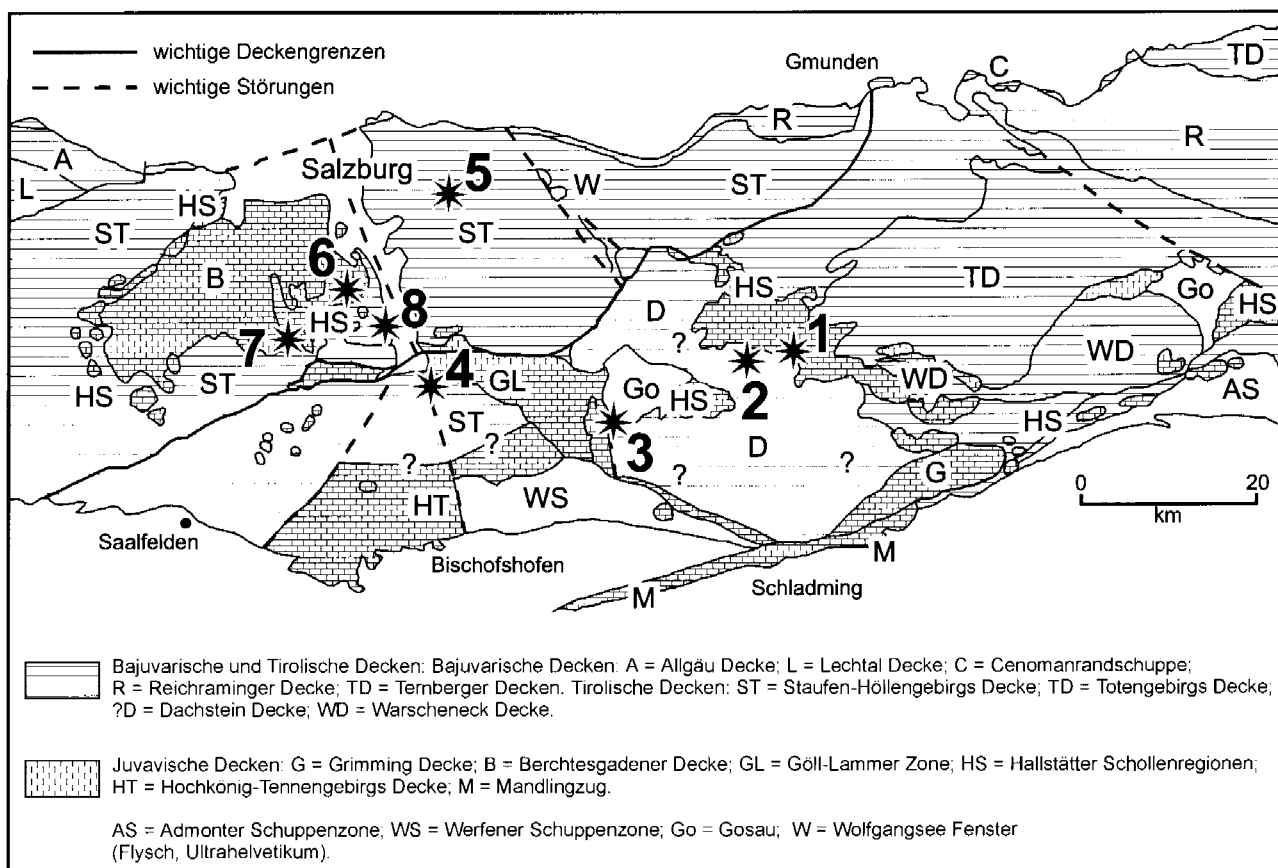 wichtige Deckengrenzen
wichtige Störungen
Gmunden
C
TD
R
R
A
L
Salzburg
5
W
ST
HS
ST
ST
6
B
HS
TD
Go
HS
D
?
8
HS
7
1
WD
2
WD
4
GL
Go
HS
AS
HS
ST
ST
?
3
D
?
?
HS
G
?
HT
WS
0
20
km
Saalfelden
Bischofshofen
M
Schladming
M
Bajuvarische und Tirolische Decken: Bajuvarische Decken: A = Allgäu Decke; L = Lechtal Decke; C = Cenomanrandschuppe;
R = Reichraminger Decke; TD = Ternberger Decken. Tirolische Decken: ST = Staufen-Höllengebirgs Decke; TD = Totengebirgs Decke;
?D = Dachstein Decke; WD = Warscheneck Decke.
Juvavische Decken: G = Grimming Decke; B = Berchtesgadener Decke; GL = Göll-Lammer Zone; HS = Hallstätter Schollenregionen;
HT = Hochkönig-Tennengebirgs Decke; M = Mandlingzug.
AS = Admonter Schuppenzone; WS = Werfener Schuppenzone; Go = Gosau; W = Wolfgangsee Fenster
(Flysch, Ultrahelvetikum).